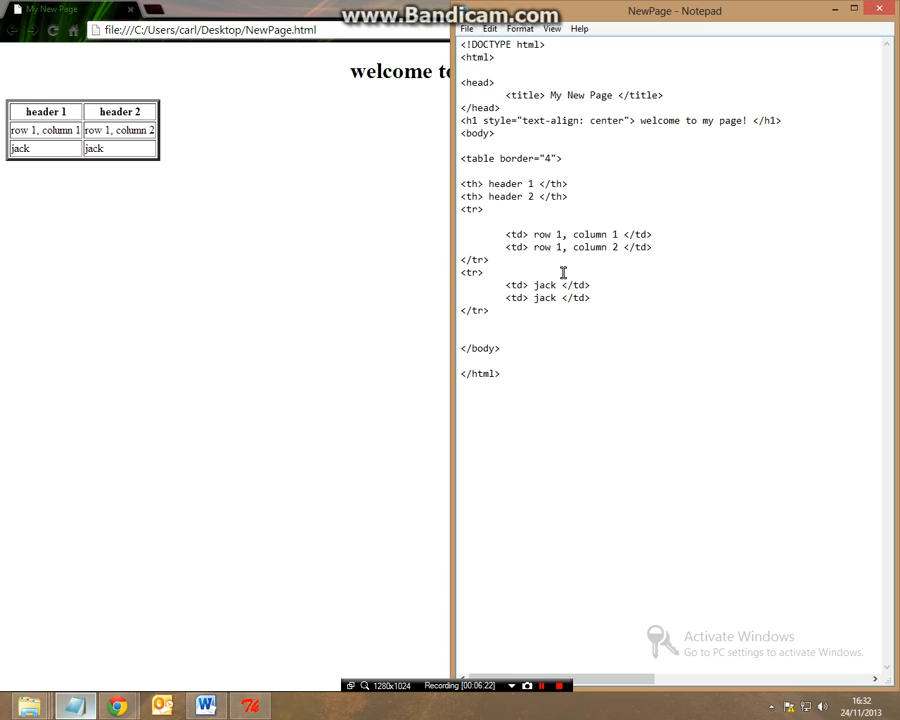 www.Bandicam.com
My New Page
file:///C:/Users/carl/Desktop/NewPage.html
welcome to
header 1 header 2
row 1, column 1 row 1, column 2
jack jack
NewPage - Notepad
File Edit Format View Help
<!DOCTYPE html>
<html>
<head>
<title> My New Page </title>
</head>
<h1 style="text-align: center"> welcome to my page! </h1>
<body>
<table border="4">
<th> header 1 </th>
<th> header 2 </th>
<tr>
<td> row 1, column 1 </td>
<td> row 1, column 2 </td>
</tr>
<tr>
<td> jack </td>
<td> jack </td>
</tr>
</body>
</html>
Activate Windows
Go to PC settings to activate Windows.
1280x1024 Recording [00:06:22]
16:32
24/11/2013